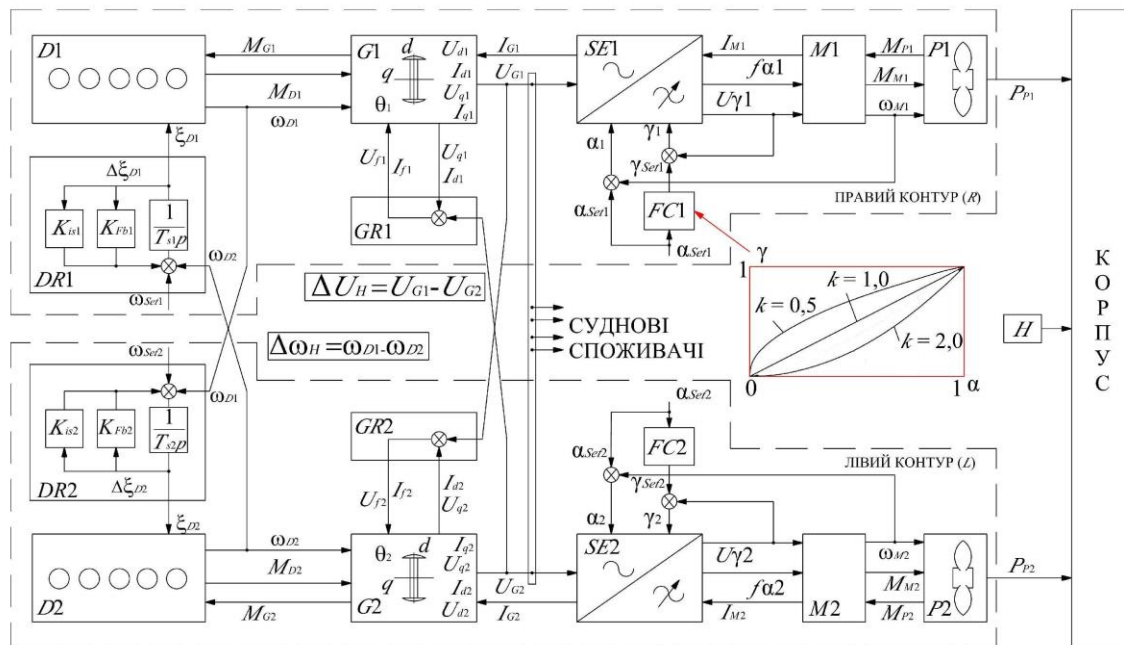 D1
M_G1
M_D1
ω_D1
G1
d
q
θ₁
U_d1
I_d1
U_q1
I_q1
I_G1
U_G1
SE1
I_M1
fα1
Uγ1
M1
M_P1
M_M1
ω_M1
P1
P_P1
ξ_D1
Δξ_D1
K_is1
K_Fb1
1
T_s1p
DR1
ω_Set1
ω_D2
U_f1
I_f1
U_q1
I_d1
GR1
α₁
γ₁
γ_Set1
α_Set1
FC1
α_Set1
ПРАВИЙ КОНТУР (R)
ΔU_H = U_G1 - U_G2
Δω_H = ω_D1 - ω_D2
СУДНОВІ
СПОЖИВАЧІ
γ
1
k = 0,5
k = 1,0
k = 2,0
0
1
α
H
КОРПУС
ω_Set2
ω_D1
K_is2
K_Fb2
1
T_s2p
DR2
Δξ_D2
ξ_D2
GR2
U_f2
I_f2
I_d2
U_q2
α_Set2
α_Set2
FC2
γ_Set2
α₂
γ₂
ЛІВИЙ КОНТУР (L)
D2
ω_D2
M_D2
M_G2
G2
θ₂
d
q
I_q2
U_q2
I_d2
U_d2
U_G2
I_G2
SE2
Uγ2
fα2
I_M2
M2
ω_M2
M_M2
M_P2
P2
P_P2